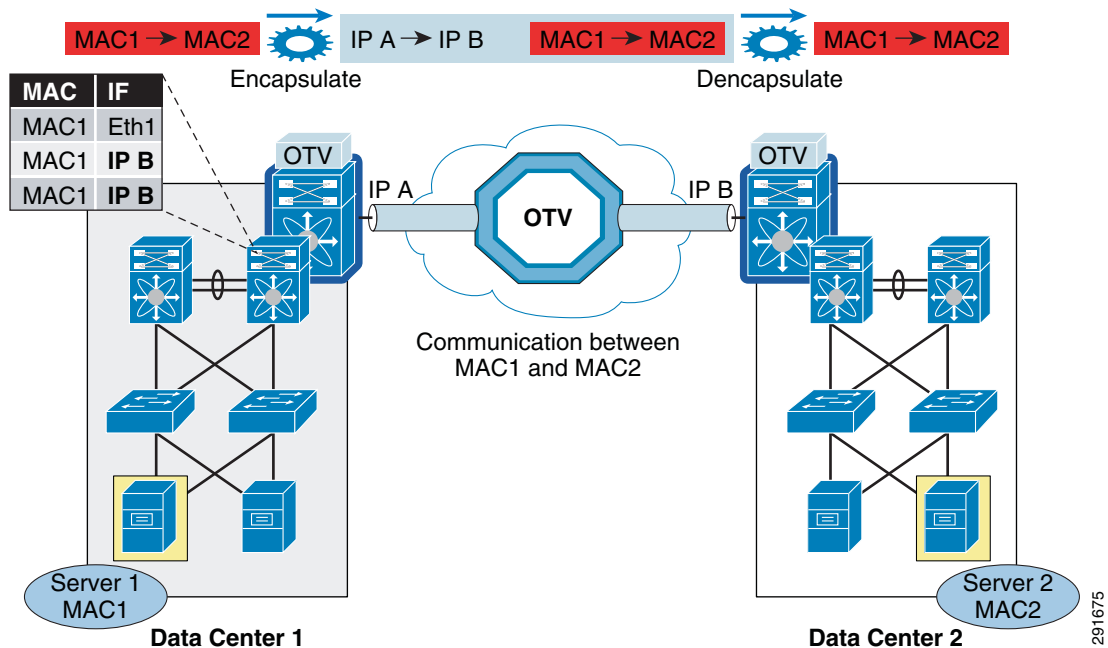 MAC1 → MAC2
IP A → IP B
MAC1 → MAC2
MAC1 → MAC2
Encapsulate
Dencapsulate
MAC IF
MAC1 Eth1
MAC1 IP B
MAC1 IP B
OTV
OTV
IP A
OTV
IP B
Communication between
MAC1 and MAC2
Server 1
MAC1
Server 2
MAC2
Data Center 1
Data Center 2
291675